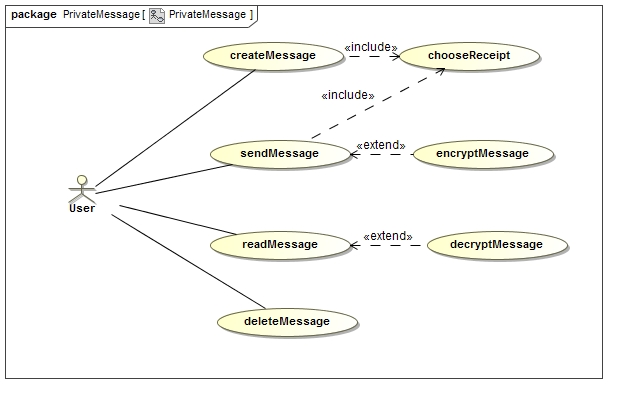 package PrivateMessage [ PrivateMessage ]
createMessage
«include»
chooseReceipt
«include»
sendMessage
«extend»
encryptMessage
User
readMessage
«extend»
decryptMessage
deleteMessage